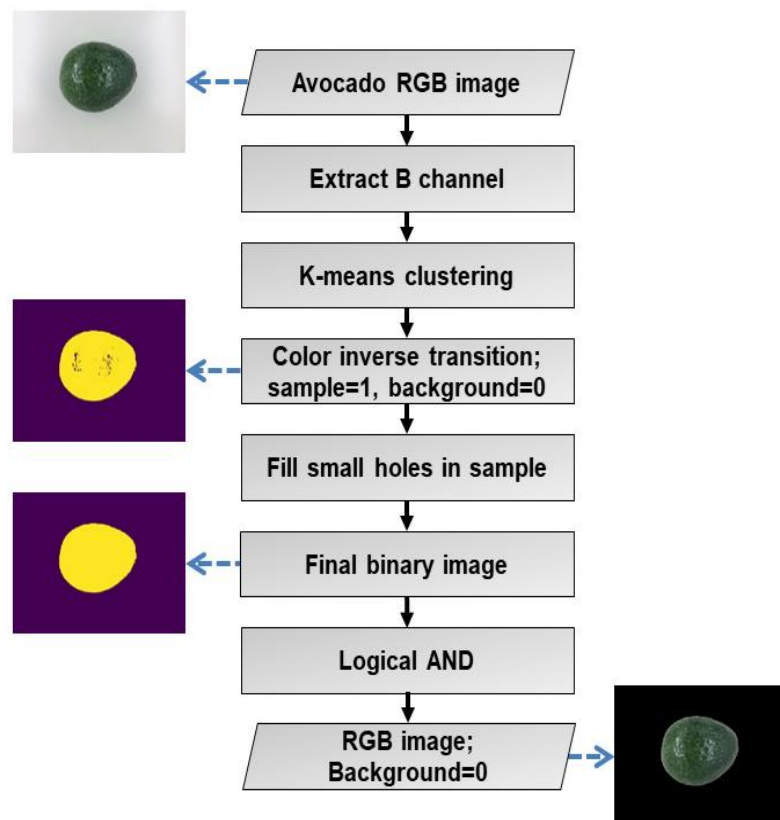 Avocado RGB image
Extract B channel
K-means clustering
Color inverse transition;
sample=1, background=0
Fill small holes in sample
Final binary image
Logical AND
RGB image;
Background=0